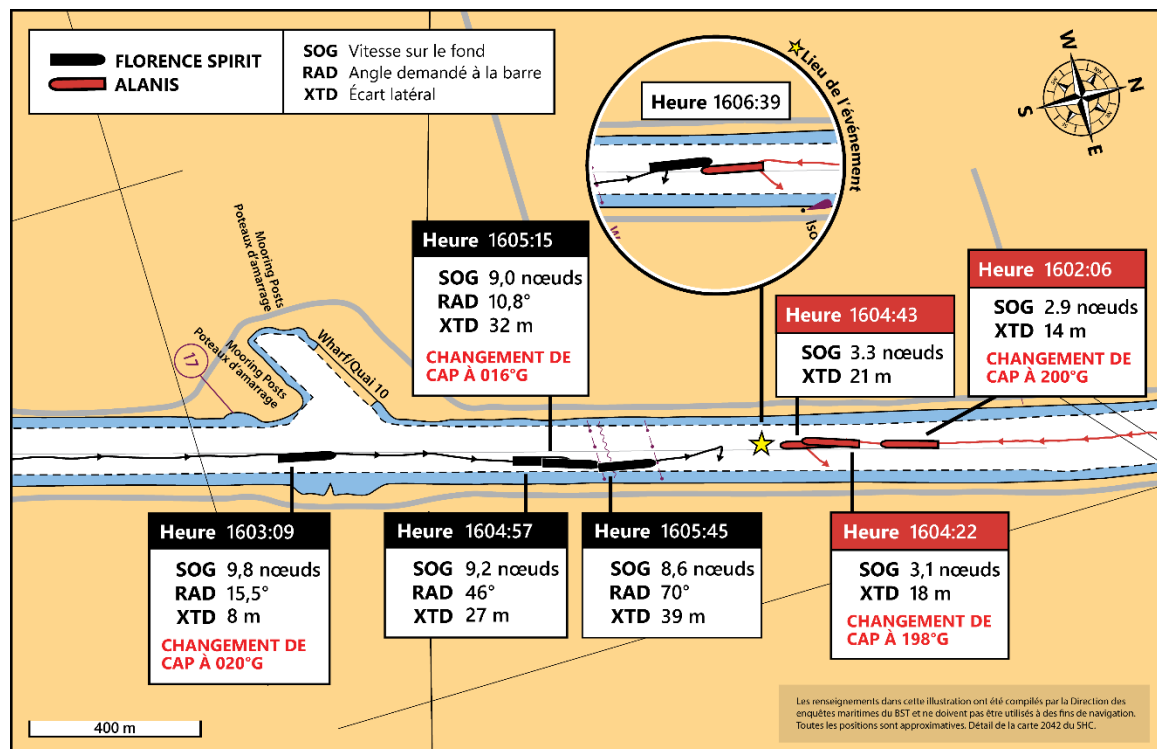 FLORENCE SPIRIT
ALANIS
SOG Vitesse sur le fond
RAD Angle demandé à la barre
XTD Écart latéral
Heure 1606:39
Lieu de l'événement
Iso
W
N
S
E
Mooring Posts
Poteaux d'amarrage
Mooring Posts
Poteaux d'amarrage
17
Wharf/Quai 10
Heure 1605:15
SOG 9,0 nœuds
RAD 10,8°
XTD 32 m
CHANGEMENT DE
CAP À 016°G
Heure 1604:43
SOG 3.3 nœuds
XTD 21 m
Heure 1602:06
SOG 2.9 nœuds
XTD 14 m
CHANGEMENT DE
CAP À 200°G
Heure 1603:09
SOG 9,8 nœuds
RAD 15,5°
XTD 8 m
CHANGEMENT DE
CAP À 020°G
Heure 1604:57
SOG 9,2 nœuds
RAD 46°
XTD 27 m
Heure 1605:45
SOG 8,6 nœuds
RAD 70°
XTD 39 m
Heure 1604:22
SOG 3,1 nœuds
XTD 18 m
CHANGEMENT DE
CAP À 198°G
400 m
Les renseignements dans cette illustration ont été compilés par la Direction des
enquêtes maritimes du BST et ne doivent pas être utilisés à des fins de navigation.
Toutes les positions sont approximatives. Détail de la carte 2042 du SHC.